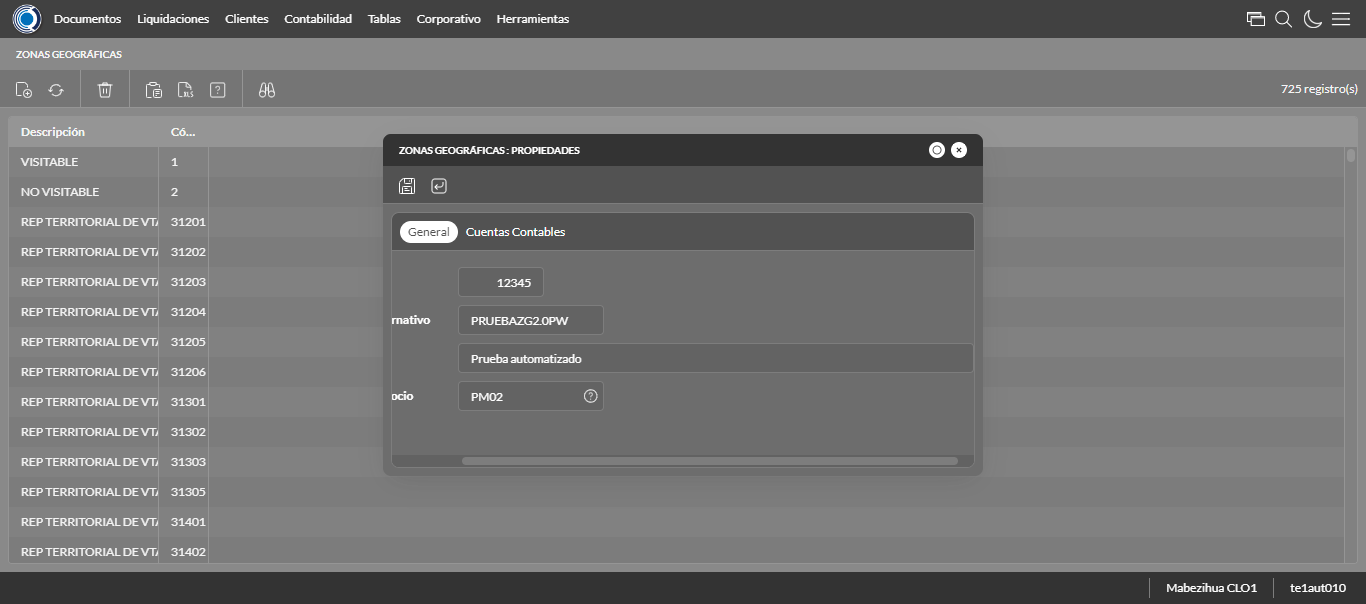 Documentos Liquidaciones Clientes Contabilidad Tablas Corporativo Herramientas
ZONAS GEOGRÁFICAS
XLS ? 725 registro(s)
Descripción Có...
VISITABLE 1
NO VISITABLE 2
REP TERRITORIAL DE VTA 31201
REP TERRITORIAL DE VTA 31202
REP TERRITORIAL DE VTA 31203
REP TERRITORIAL DE VTA 31204
REP TERRITORIAL DE VTA 31205
REP TERRITORIAL DE VTA 31206
REP TERRITORIAL DE VTA 31301
REP TERRITORIAL DE VTA 31302
REP TERRITORIAL DE VTA 31303
REP TERRITORIAL DE VTA 31305
REP TERRITORIAL DE VTA 31401
REP TERRITORIAL DE VTA 31402
ZONAS GEOGRÁFICAS : PROPIEDADES
General Cuentas Contables
12345
rnativo PRUEBAZG2.0PW
Prueba automatizado
ocio PM02 ?
Mabezihua CLO1 te1aut010